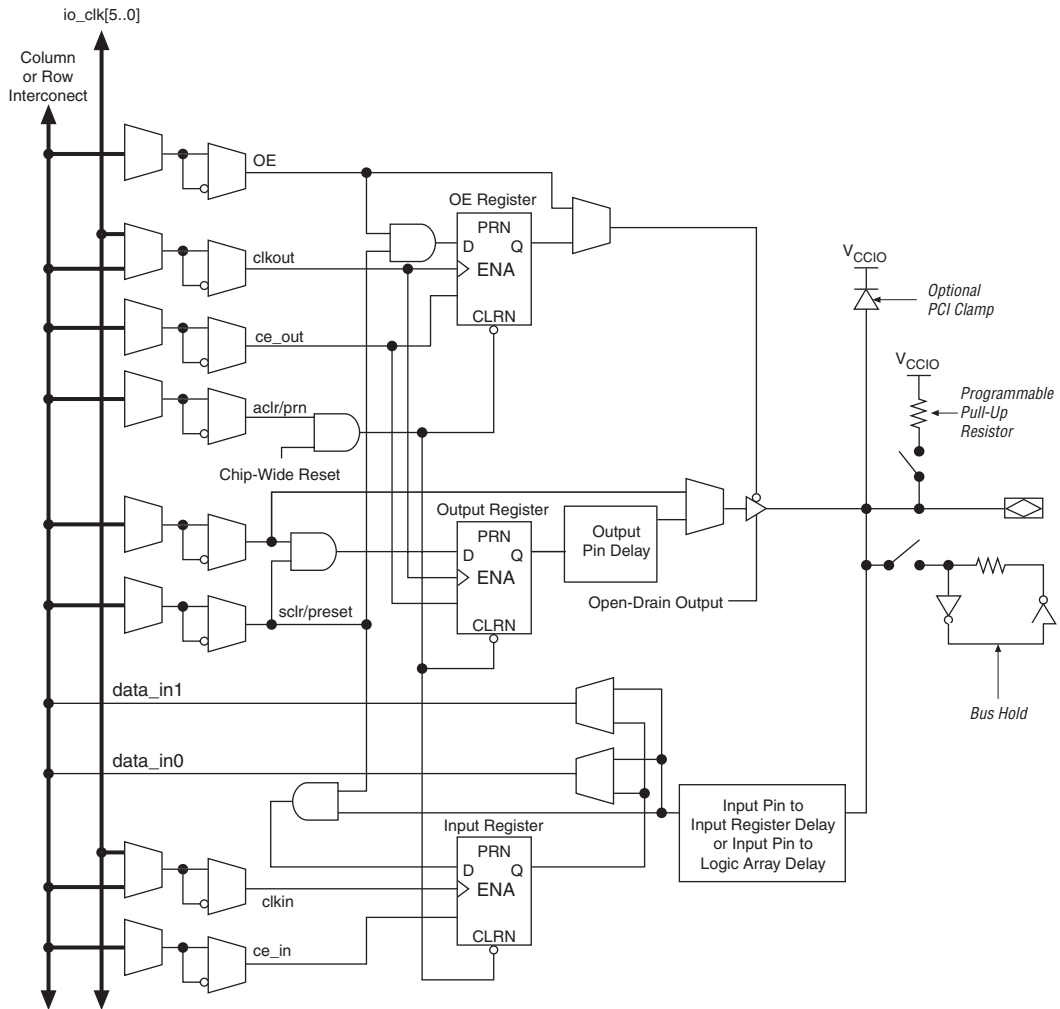 io_clk[5..0]
Column
or Row
Interconect
OE
OE Register
PRN
D Q
ENA
CLRN
clkout
ce_out
aclr/prn
Chip-Wide Reset
VCCIO
Optional
PCI Clamp
VCCIO
Programmable
Pull-Up
Resistor
Output Register
PRN
D Q
ENA
CLRN
Output
Pin Delay
Open-Drain Output
sclr/preset
Bus Hold
data_in1
data_in0
Input Pin to
Input Register Delay
or Input Pin to
Logic Array Delay
Input Register
PRN
D Q
ENA
CLRN
clkin
ce_in